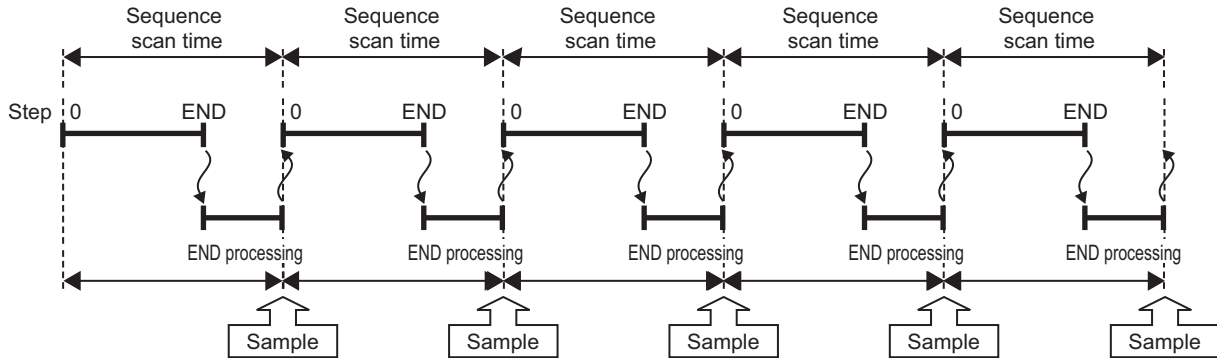 Sequence scan time Sequence scan time Sequence scan time Sequence scan time Sequence scan time
Step 0 END 0 END 0 END 0 END 0 END
END processing END processing END processing END processing END processing
Sample Sample Sample Sample Sample